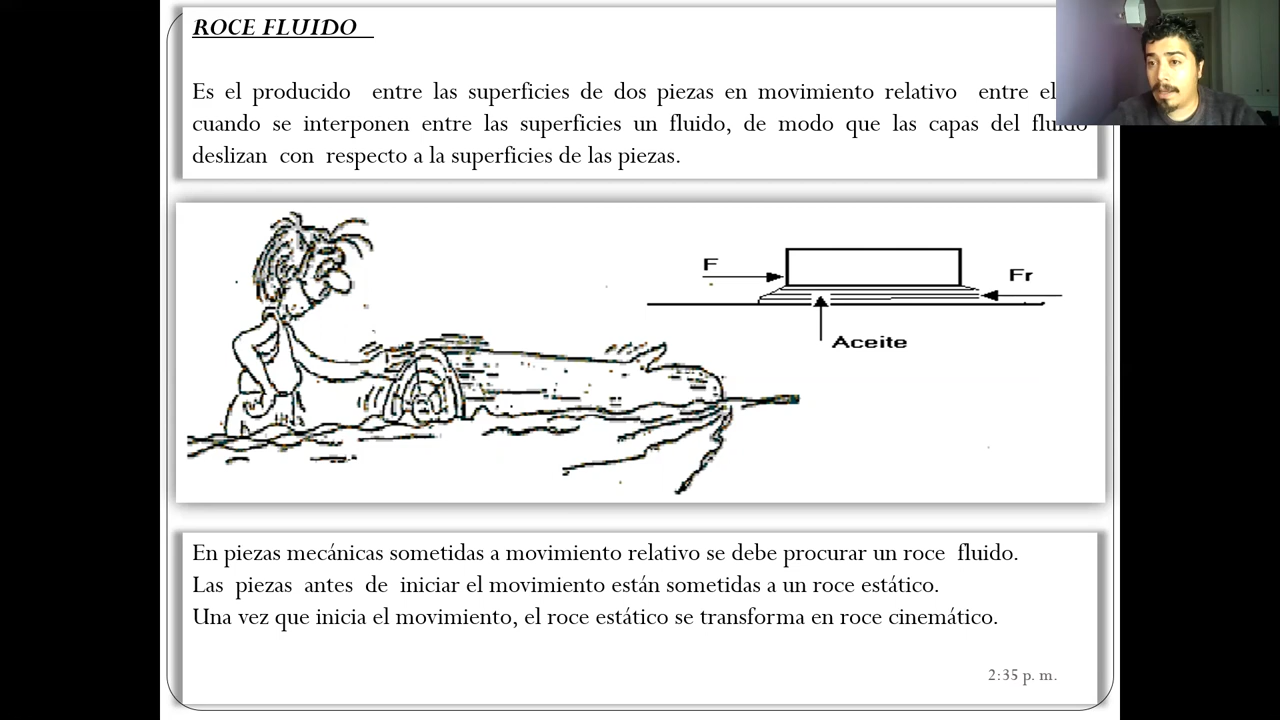 ROCE FLUIDO
Es el producido entre las superficies de dos piezas en movimiento relativo entre
cuando se interponen entre las superficies un fluido, de modo que las capas del fluido
deslizan con respecto a la superficies de las piezas.
F
Fr
Aceite
En piezas mecánicas sometidas a movimiento relativo se debe procurar un roce fluido.
Las piezas antes de iniciar el movimiento están sometidas a un roce estático.
Una vez que inicia el movimiento, el roce estático se transforma en roce cinemático.
2:35 p. m.